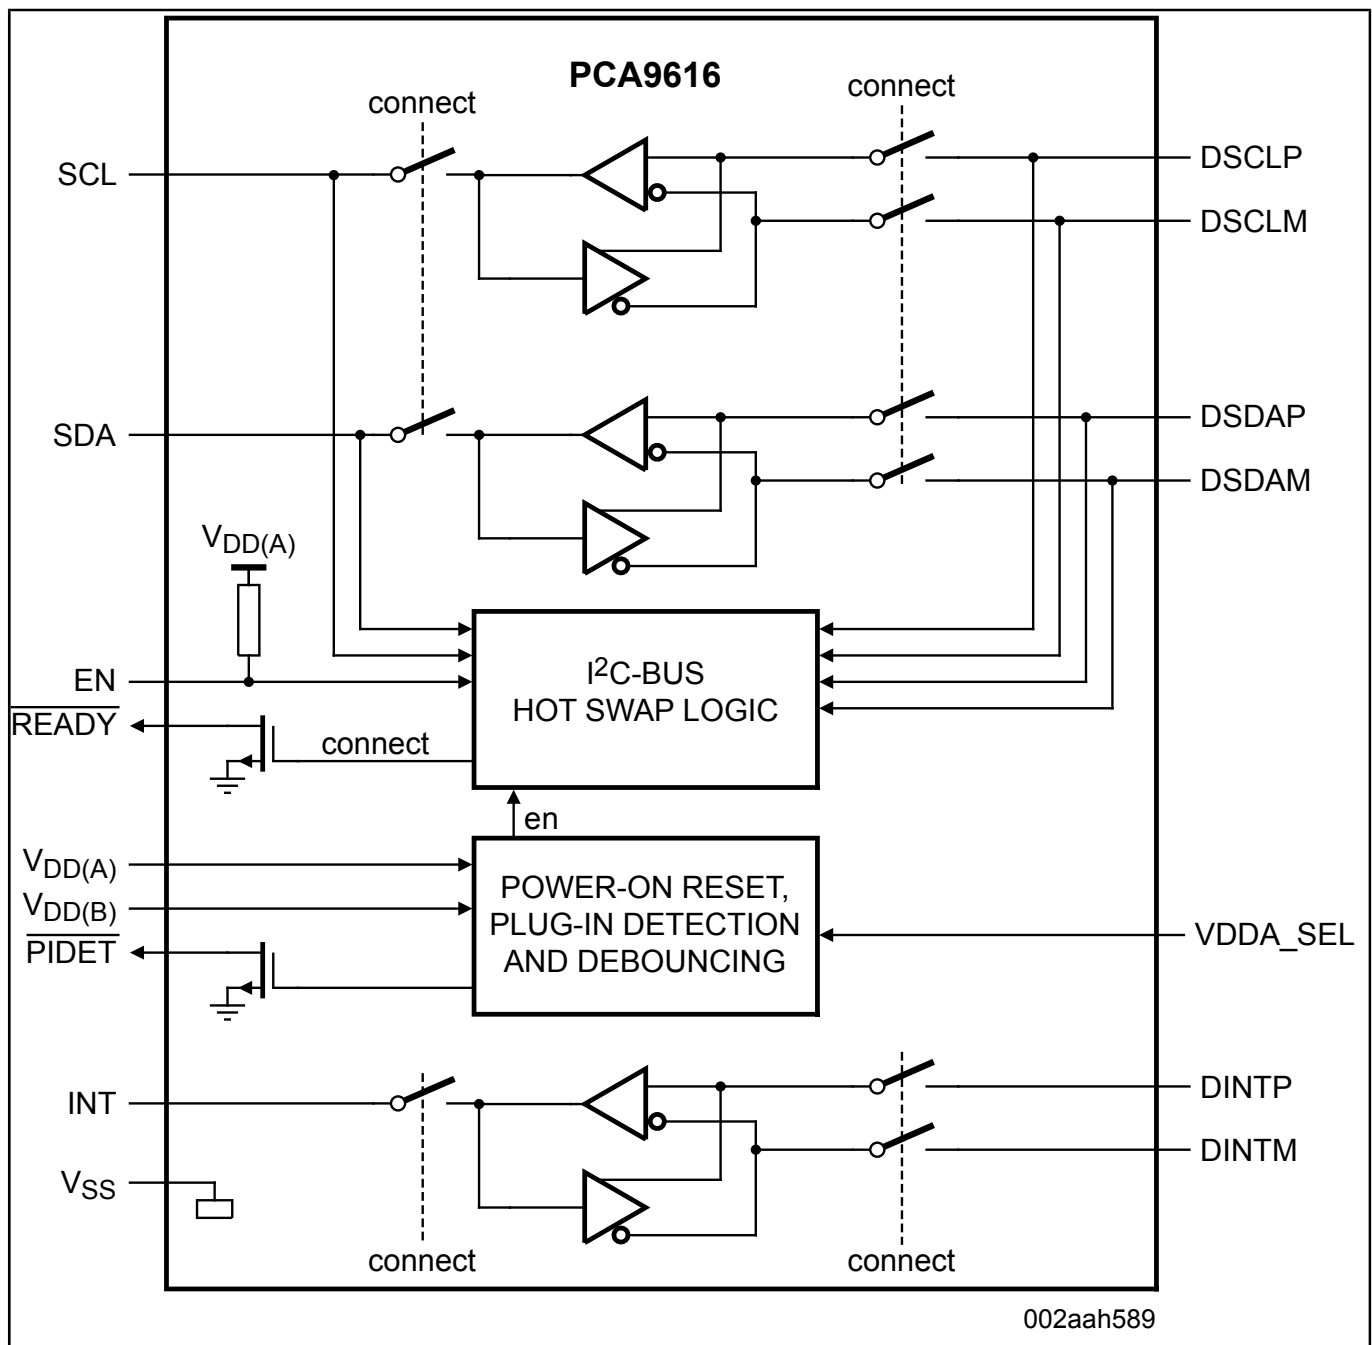 PCA9616
connect
connect
SCL
DSCLP
DSCLM
SDA
DSDAP
DSDAM
VDD(A)
I2C-BUS
HOT SWAP LOGIC
EN
READY
connect
en
VDD(A)
VDD(B)
PIDET
POWER-ON RESET,
PLUG-IN DETECTION
AND DEBOUNCING
VDDA_SEL
INT
DINTP
DINTM
VSS
connect
connect
002aah589